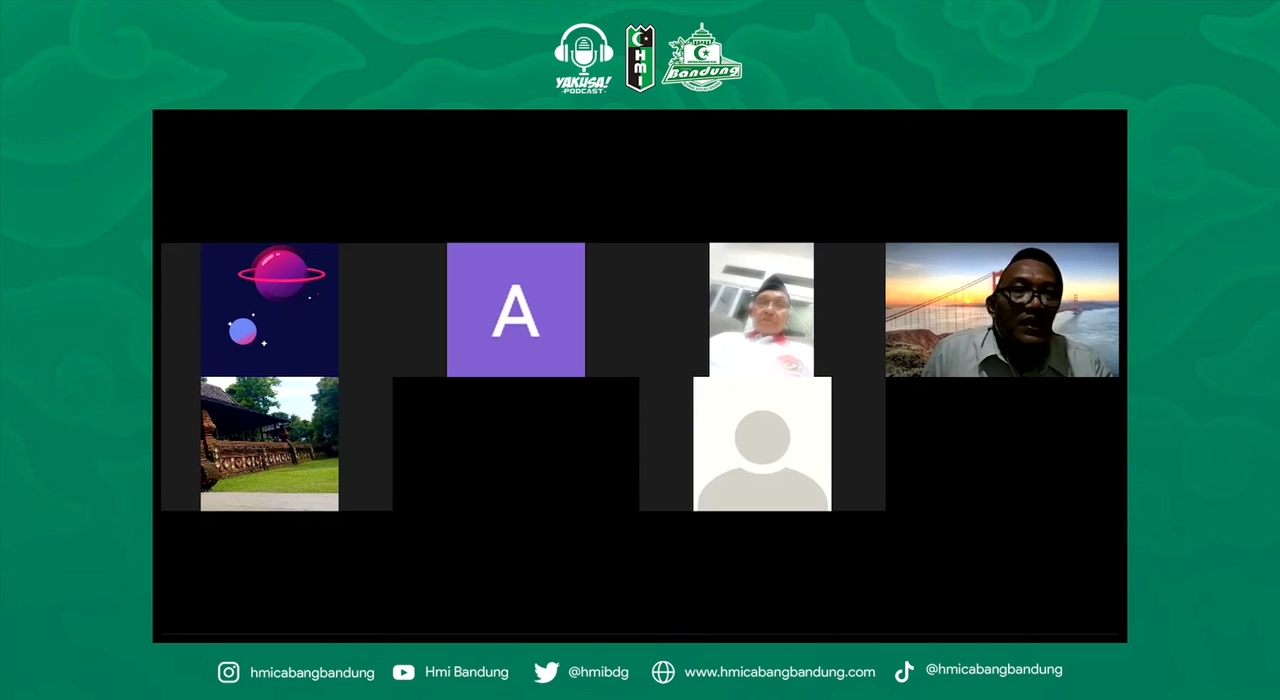 YAKUSA!
-PODCAST-
HMI
Bandung
A
hmicabangbandung
Hmi Bandung
@hmibdg
www.hmicabangbandung.com
@hmicabangbandung